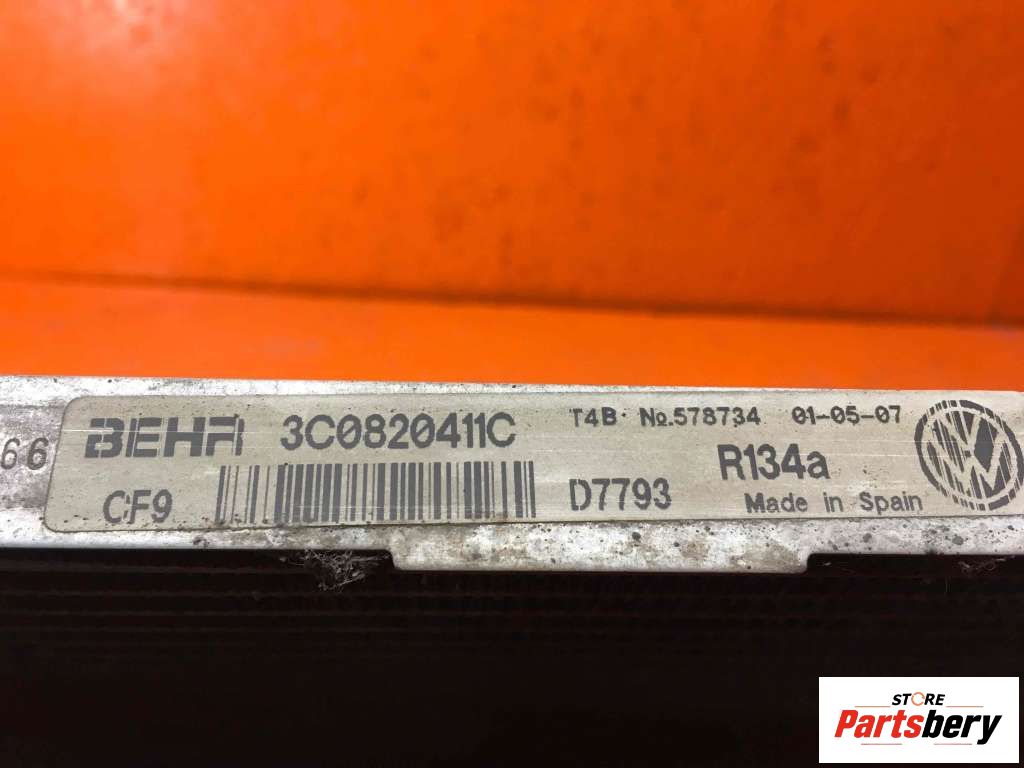 66
BEHR 3C0820411C T4B No.578734 01-05-07
CF9 D7793 R134a
Made in Spain
STORE
Partsbery